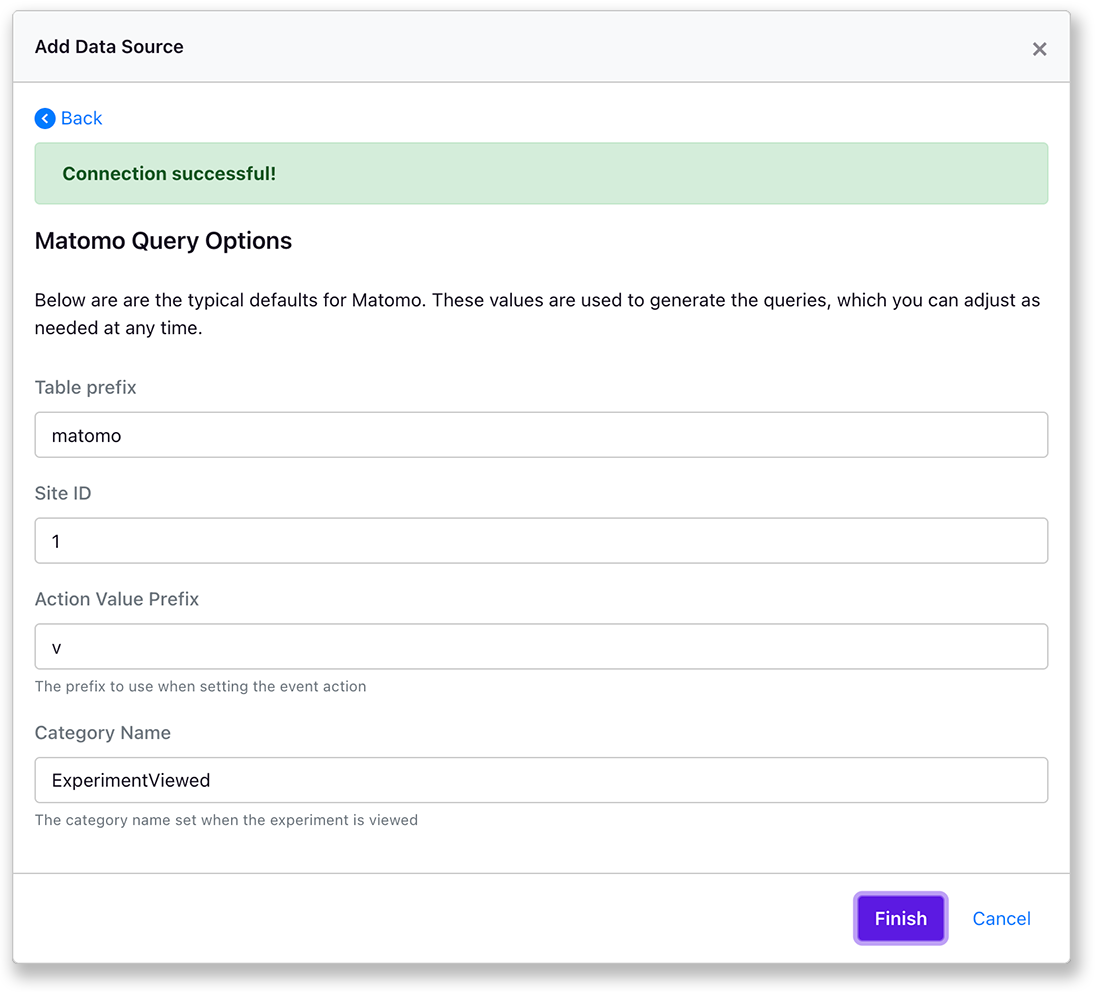 Add Data Source
×
Back
Connection successful!
Matomo Query Options
Below are are the typical defaults for Matomo. These values are used to generate the queries, which you can adjust as
needed at any time.
Table prefix
matomo
Site ID
1
Action Value Prefix
v
The prefix to use when setting the event action
Category Name
ExperimentViewed
The category name set when the experiment is viewed
Finish Cancel